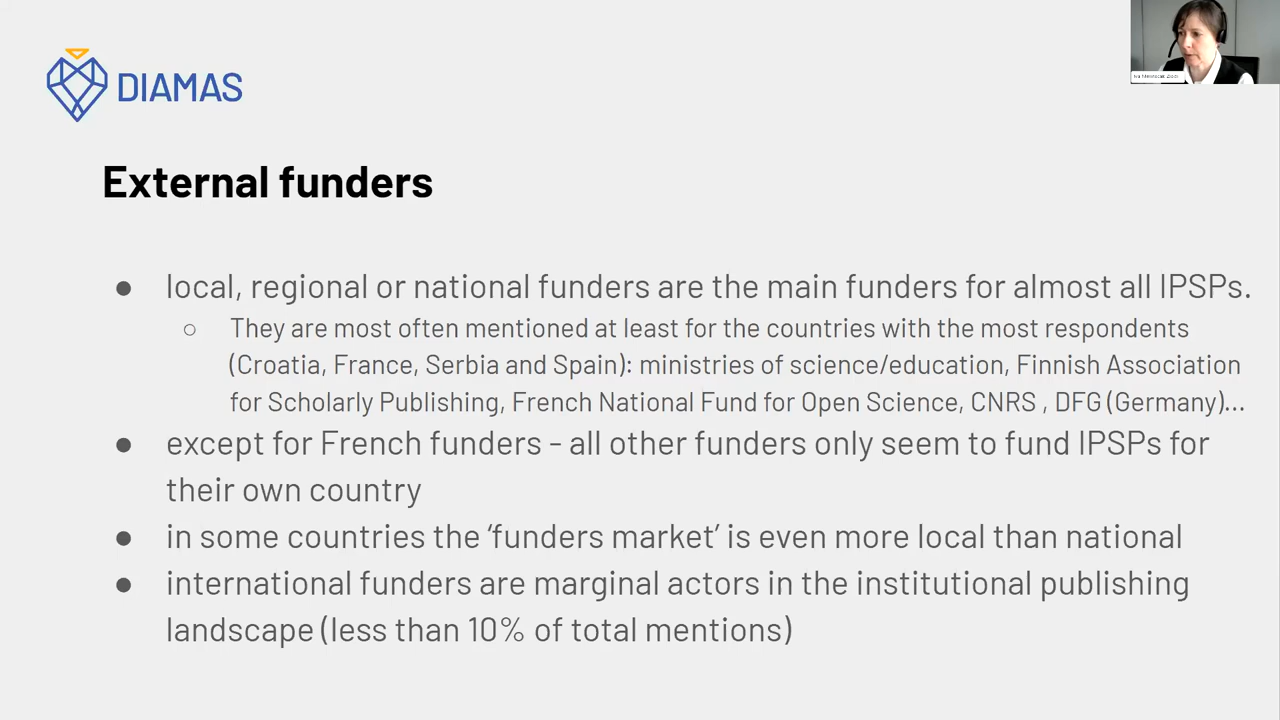 DIAMAS
External funders
● local, regional or national funders are the main funders for almost all IPSPs.
○ They are most often mentioned at least for the countries with the most respondents
(Croatia, France, Serbia and Spain): ministries of science/education, Finnish Association
for Scholarly Publishing, French National Fund for Open Science, CNRS , DFG (Germany)...
● except for French funders - all other funders only seem to fund IPSPs for
their own country
● in some countries the ‘funders market’ is even more local than national
● international funders are marginal actors in the institutional publishing
landscape (less than 10% of total mentions)